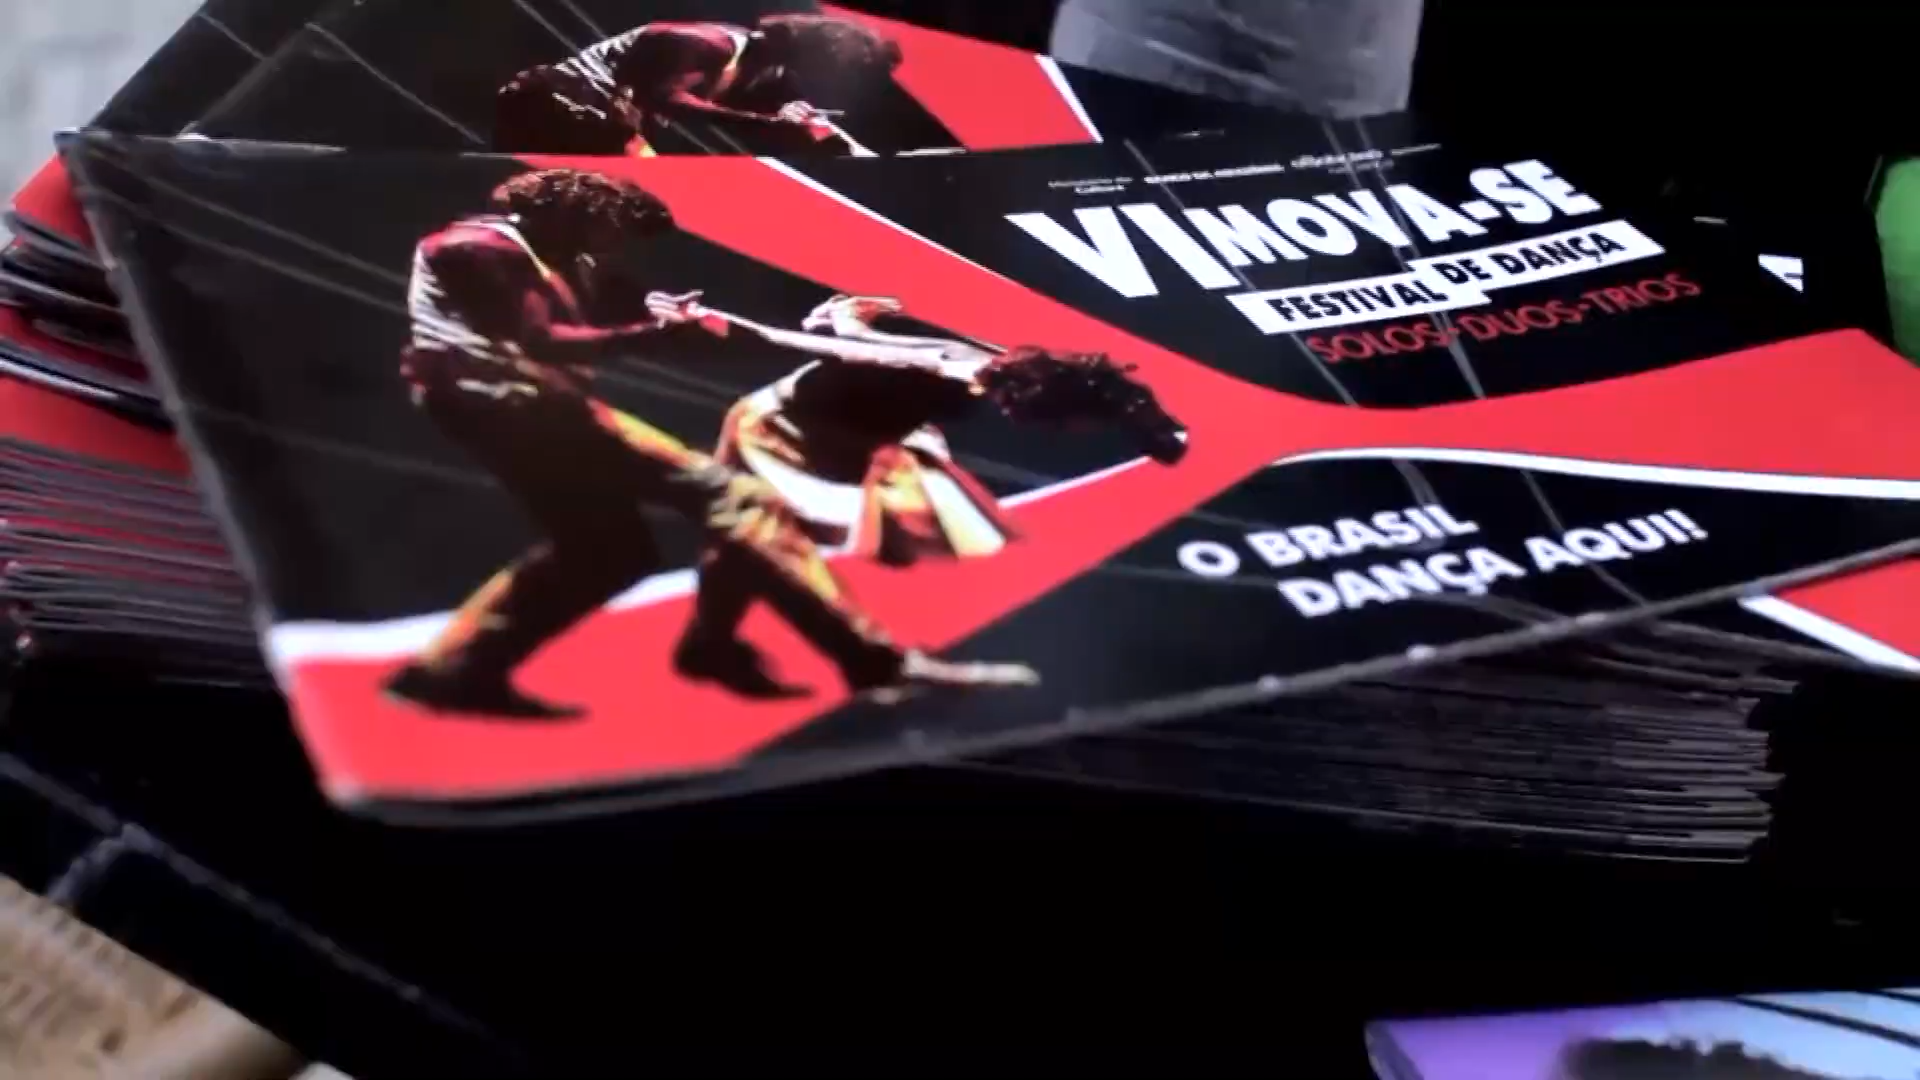 VI MOVA-SE
FESTIVAL DE DANÇA
SOLOS•DUOS•TRIOS
O BRASIL
DANÇA AQUI!